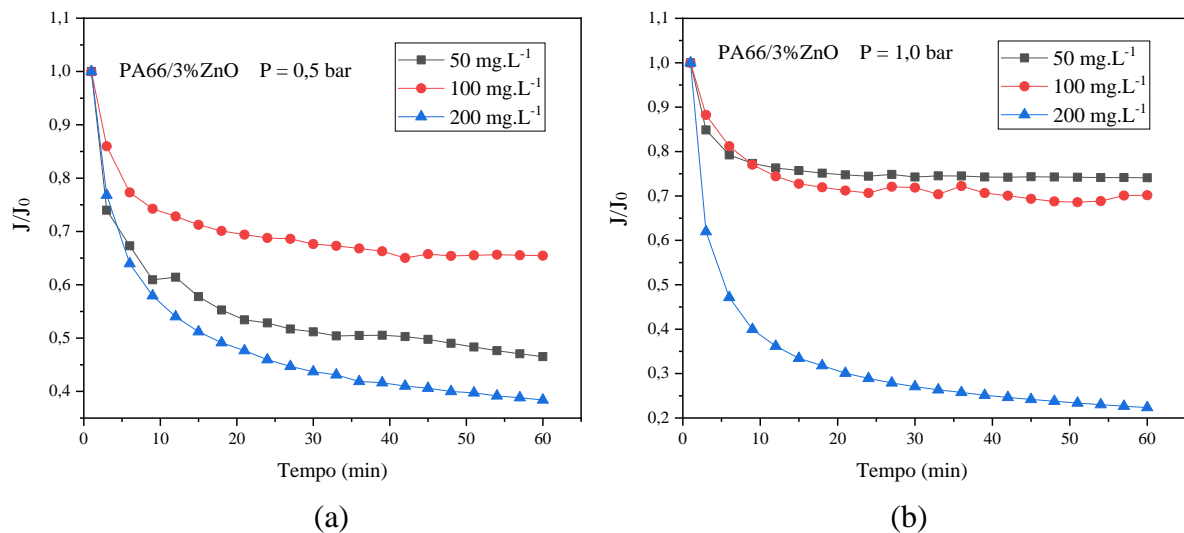 PA66/3%ZnO P = 0,5 bar
50 mg.L⁻¹
100 mg.L⁻¹
200 mg.L⁻¹
1,1
1,0
0,9
0,8
0,7
0,6
0,5
0,4
J/J₀
0 10 20 30 40 50 60
Tempo (min)
(a)
PA66/3%ZnO P = 1,0 bar
50 mg.L⁻¹
100 mg.L⁻¹
200 mg.L⁻¹
1,1
1,0
0,9
0,8
0,7
0,6
0,5
0,4
0,3
0,2
J/J₀
0 10 20 30 40 50 60
Tempo (min)
(b)